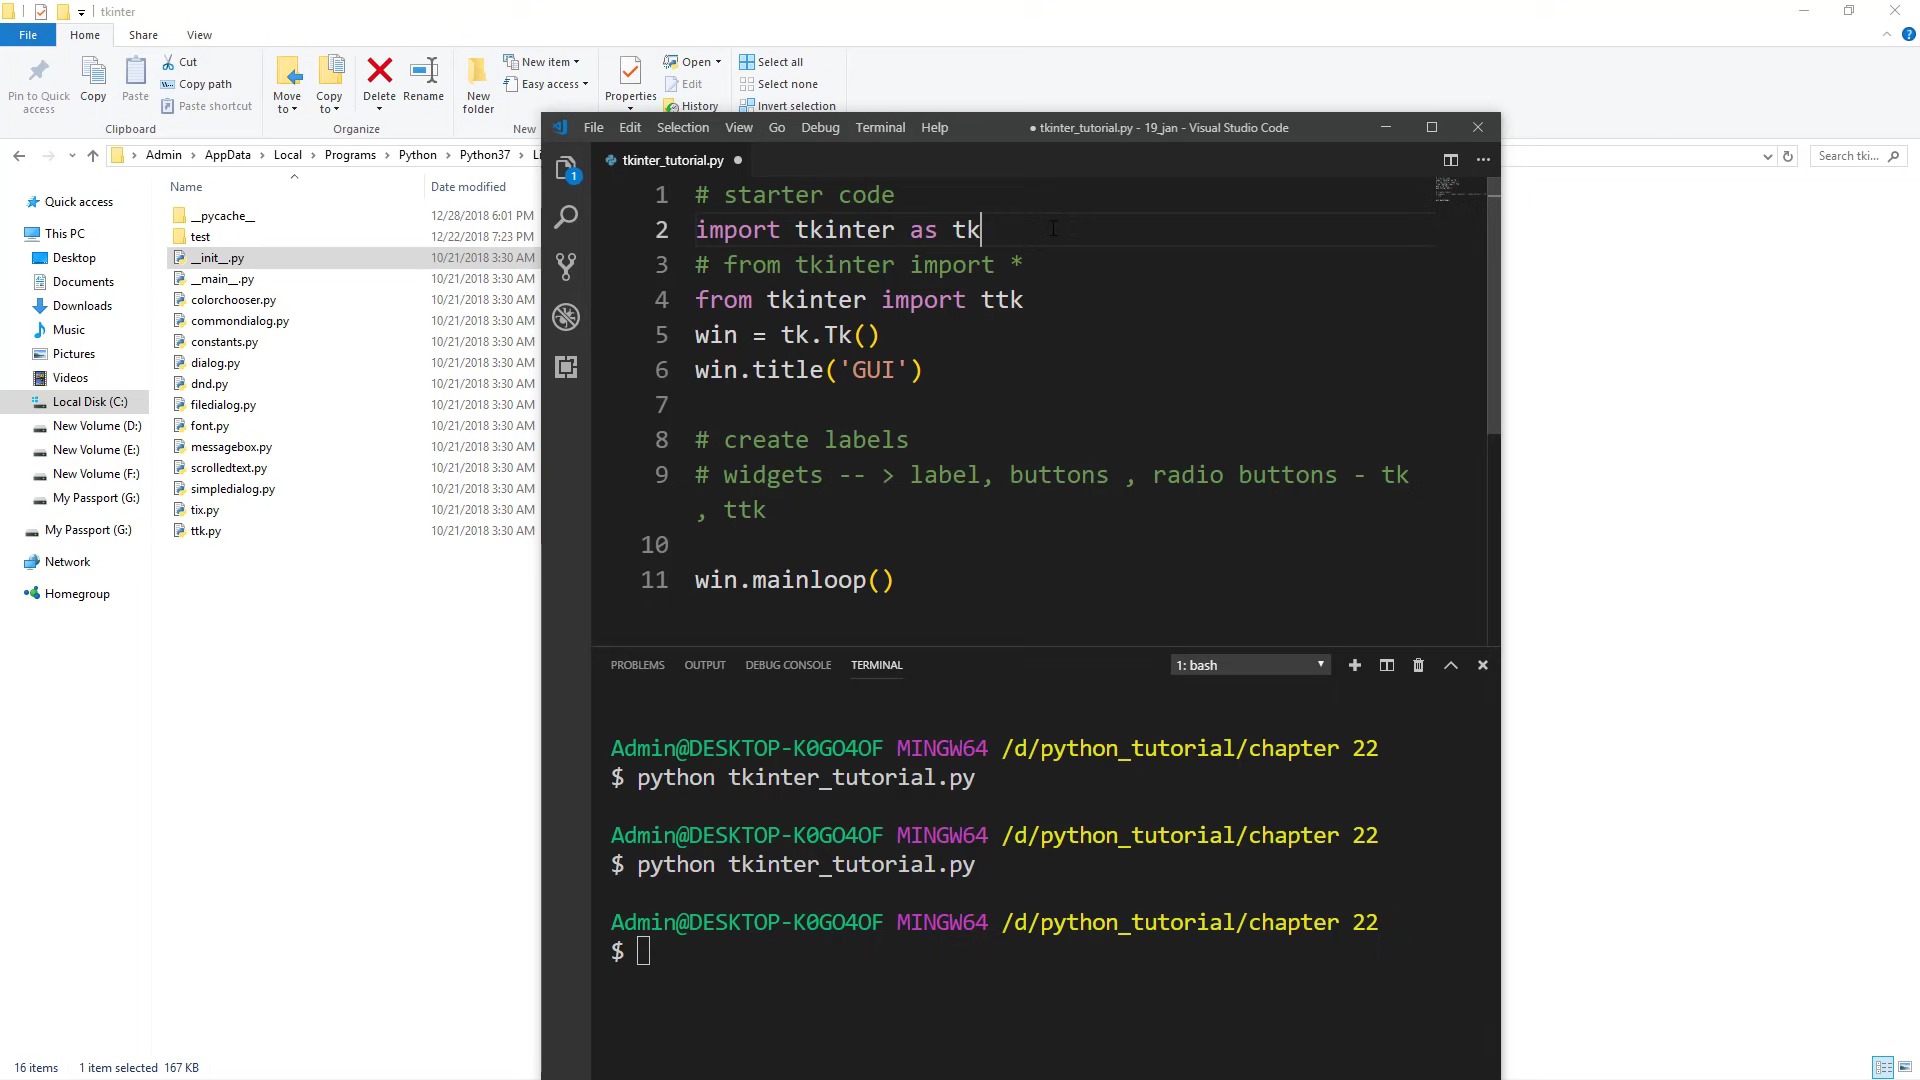 tkinter
File Home Share View
Pin to Quick access
Copy
Paste
Cut
Copy path
Paste shortcut
Clipboard
Move to
Copy to
Delete
Rename
Organize
New folder
New item
Easy access
New
Properties
Open
Edit
History
Select all
Select none
Invert selection
Admin Local AppData Programs Python Python37 Li
Search tki...
Name Date modified
Quick access
This PC
Desktop
Documents
Downloads
Music
Pictures
Videos
Local Disk (C:)
New Volume (D:)
New Volume (E:)
New Volume (F:)
My Passport (G:)
My Passport (G:)
Network
Homegroup
__pycache__ 12/28/2018 6:01 PM
test 12/22/2018 7:23 PM
__init__.py 10/21/2018 3:30 AM
__main__.py 10/21/2018 3:30 AM
colorchooser.py 10/21/2018 3:30 AM
commondialog.py 10/21/2018 3:30 AM
constants.py 10/21/2018 3:30 AM
dialog.py 10/21/2018 3:30 AM
dnd.py 10/21/2018 3:30 AM
filedialog.py 10/21/2018 3:30 AM
font.py 10/21/2018 3:30 AM
messagebox.py 10/21/2018 3:30 AM
scrolledtext.py 10/21/2018 3:30 AM
simpledialog.py 10/21/2018 3:30 AM
tix.py 10/21/2018 3:30 AM
ttk.py 10/21/2018 3:30 AM
16 items 1 item selected 167 KB
File Edit Selection View Go Debug Terminal Help ● tkinter_tutorial.py - 19_jan - Visual Studio Code
1
tkinter_tutorial.py
1 # starter code
2 import tkinter as tk
3 # from tkinter import *
4 from tkinter import ttk
5 win = tk.Tk()
6 win.title('GUI')
7
8 # create labels
9 # widgets -- > label, buttons , radio buttons - tk
, ttk
10
11 win.mainloop()
PROBLEMS OUTPUT DEBUG CONSOLE TERMINAL 1: bash
Admin@DESKTOP-K0GO4OF MINGW64 /d/python_tutorial/chapter 22
$ python tkinter_tutorial.py
Admin@DESKTOP-K0GO4OF MINGW64 /d/python_tutorial/chapter 22
$ python tkinter_tutorial.py
Admin@DESKTOP-K0GO4OF MINGW64 /d/python_tutorial/chapter 22
$